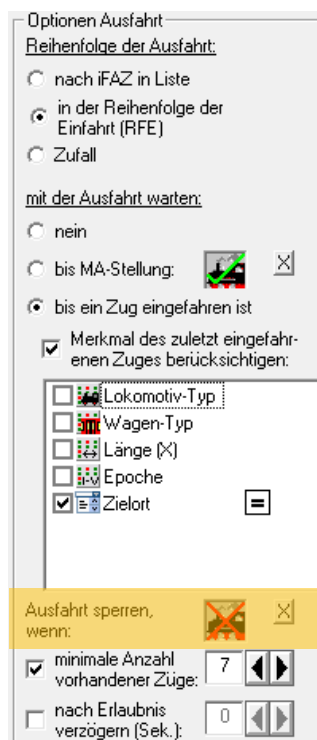 Optionen Ausfahrt
Reihenfolge der Ausfahrt:
nach iFAZ in Liste
in der Reihenfolge der
Einfahrt (RFE)
Zufall
mit der Ausfahrt warten:
nein
bis MA-Stellung:
X
bis ein Zug eingefahren ist
Merkmal des zuletzt eingefahr-
enen Zuges berücksichtigen:
Lokomotiv-Typ
Wagen-Typ
Länge (X)
I-V Epoche
Zielort =
Ausfahrt sperren,
wenn:
X
minimale Anzahl
vorhandener Züge: 7
nach Erlaubnis
verzögern (Sek.): 0